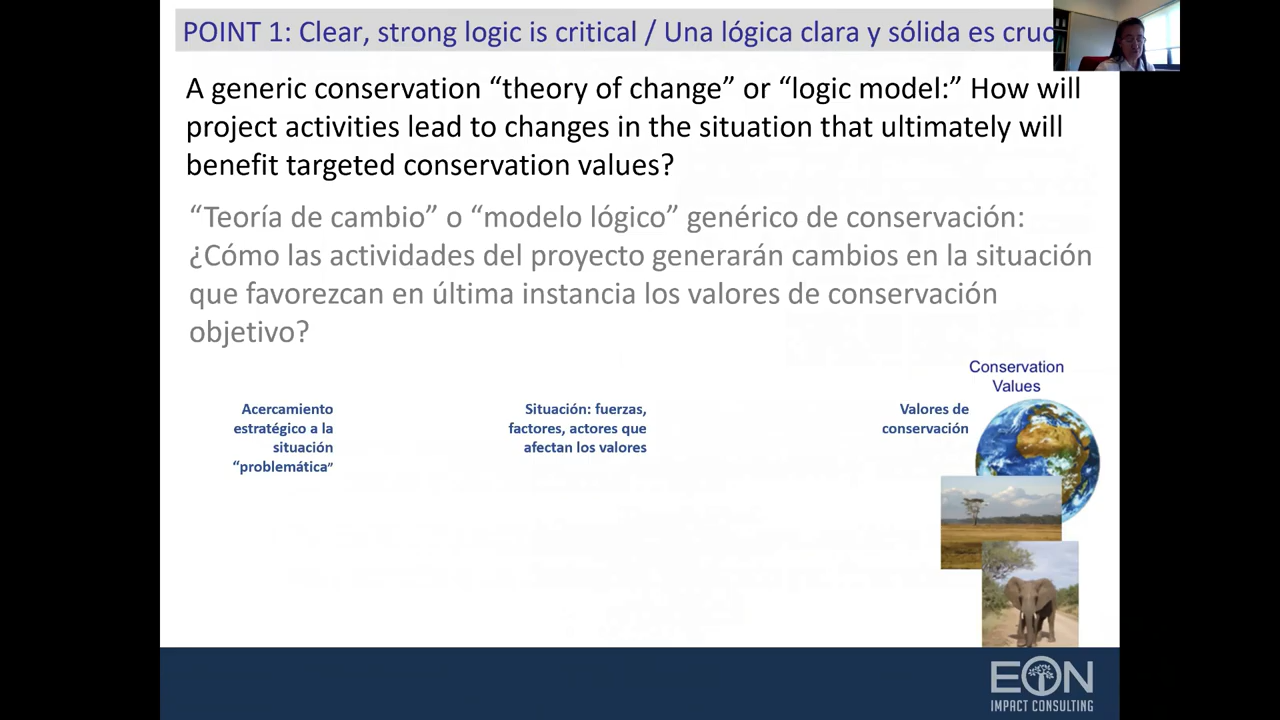 POINT 1: Clear, strong logic is critical / Una lógica clara y sólida es cruc
A generic conservation “theory of change” or “logic model:” How will
project activities lead to changes in the situation that ultimately will
benefit targeted conservation values?
“Teoría de cambio” o “modelo lógico” genérico de conservación:
¿Cómo las actividades del proyecto generarán cambios en la situación
que favorezcan en última instancia los valores de conservación
objetivo?
Acercamiento
estratégico a la
situación
“problemática”
Situación: fuerzas,
factores, actores que
afectan los valores
Conservation
Values
Valores de
conservación
EON
IMPACT CONSULTING